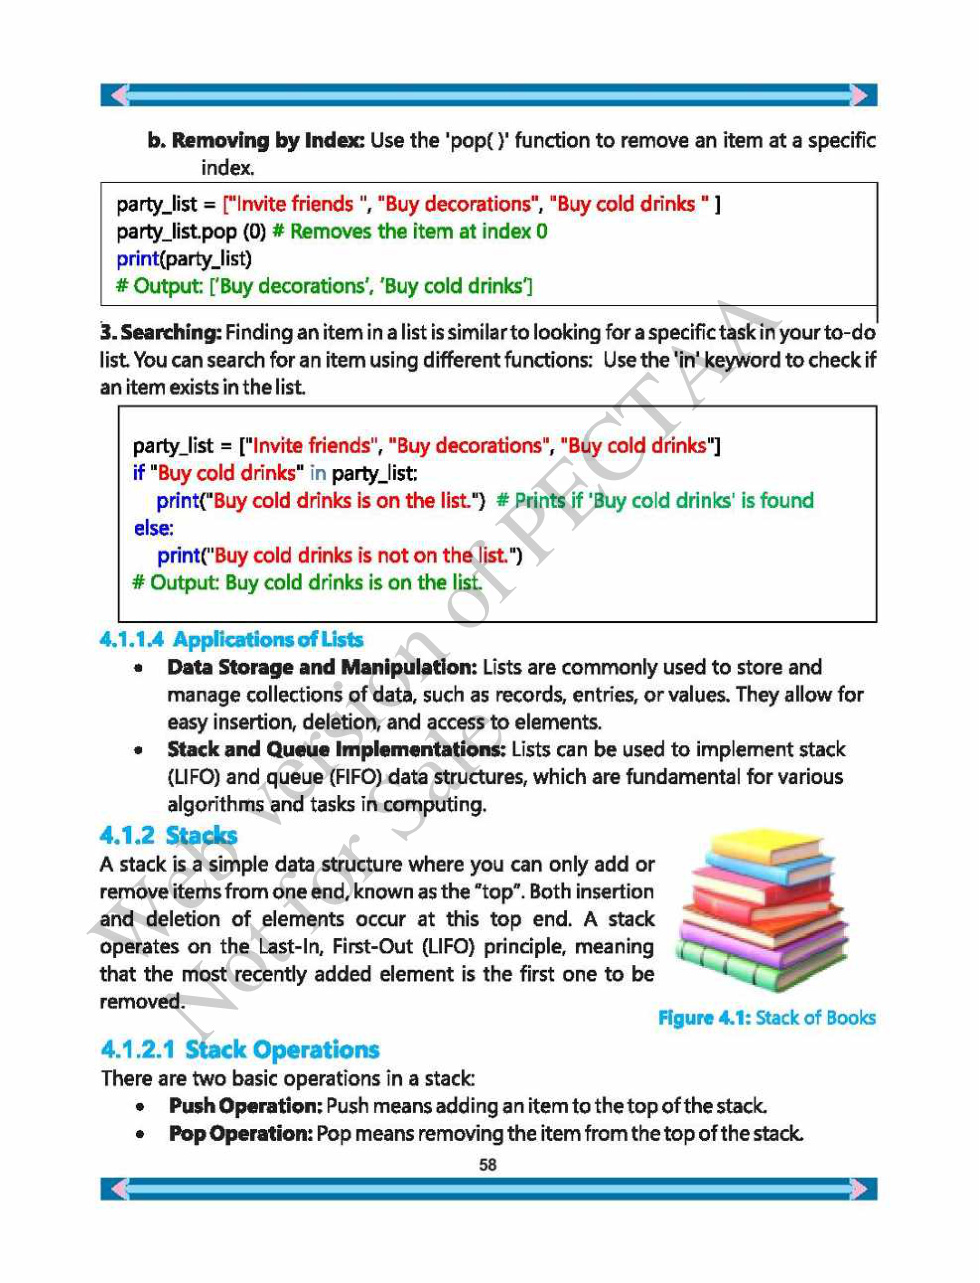 b. Removing by Index: Use the 'pop( )' function to remove an item at a specific
index.
party_list = ["Invite friends ", "Buy decorations", "Buy cold drinks " ]
party_list.pop (0) # Removes the item at index 0
print(party_list)
# Output: ['Buy decorations', 'Buy cold drinks']
3. Searching: Finding an item in a list is similar to looking for a specific task in your to-do
list. You can search for an item using different functions: Use the 'in' keyword to check if
an item exists in the list.
party_list = ["Invite friends", "Buy decorations", "Buy cold drinks"]
if "Buy cold drinks" in party_list:
print("Buy cold drinks is on the list.") # Prints if 'Buy cold drinks' is found
else:
print("Buy cold drinks is not on the list.")
# Output: Buy cold drinks is on the list.
4.1.1.4 Applications of Lists
• Data Storage and Manipulation: Lists are commonly used to store and
manage collections of data, such as records, entries, or values. They allow for
easy insertion, deletion, and access to elements.
• Stack and Queue Implementations: Lists can be used to implement stack
(LIFO) and queue (FIFO) data structures, which are fundamental for various
algorithms and tasks in computing.
4.1.2 Stacks
A stack is a simple data structure where you can only add or
remove items from one end, known as the "top". Both insertion
and deletion of elements occur at this top end. A stack
operates on the Last-In, First-Out (LIFO) principle, meaning
that the most recently added element is the first one to be
removed.
Figure 4.1: Stack of Books
4.1.2.1 Stack Operations
There are two basic operations in a stack:
• Push Operation: Push means adding an item to the top of the stack.
• Pop Operation: Pop means removing the item from the top of the stack.
58
Web version of PECTAA
Not for Sale